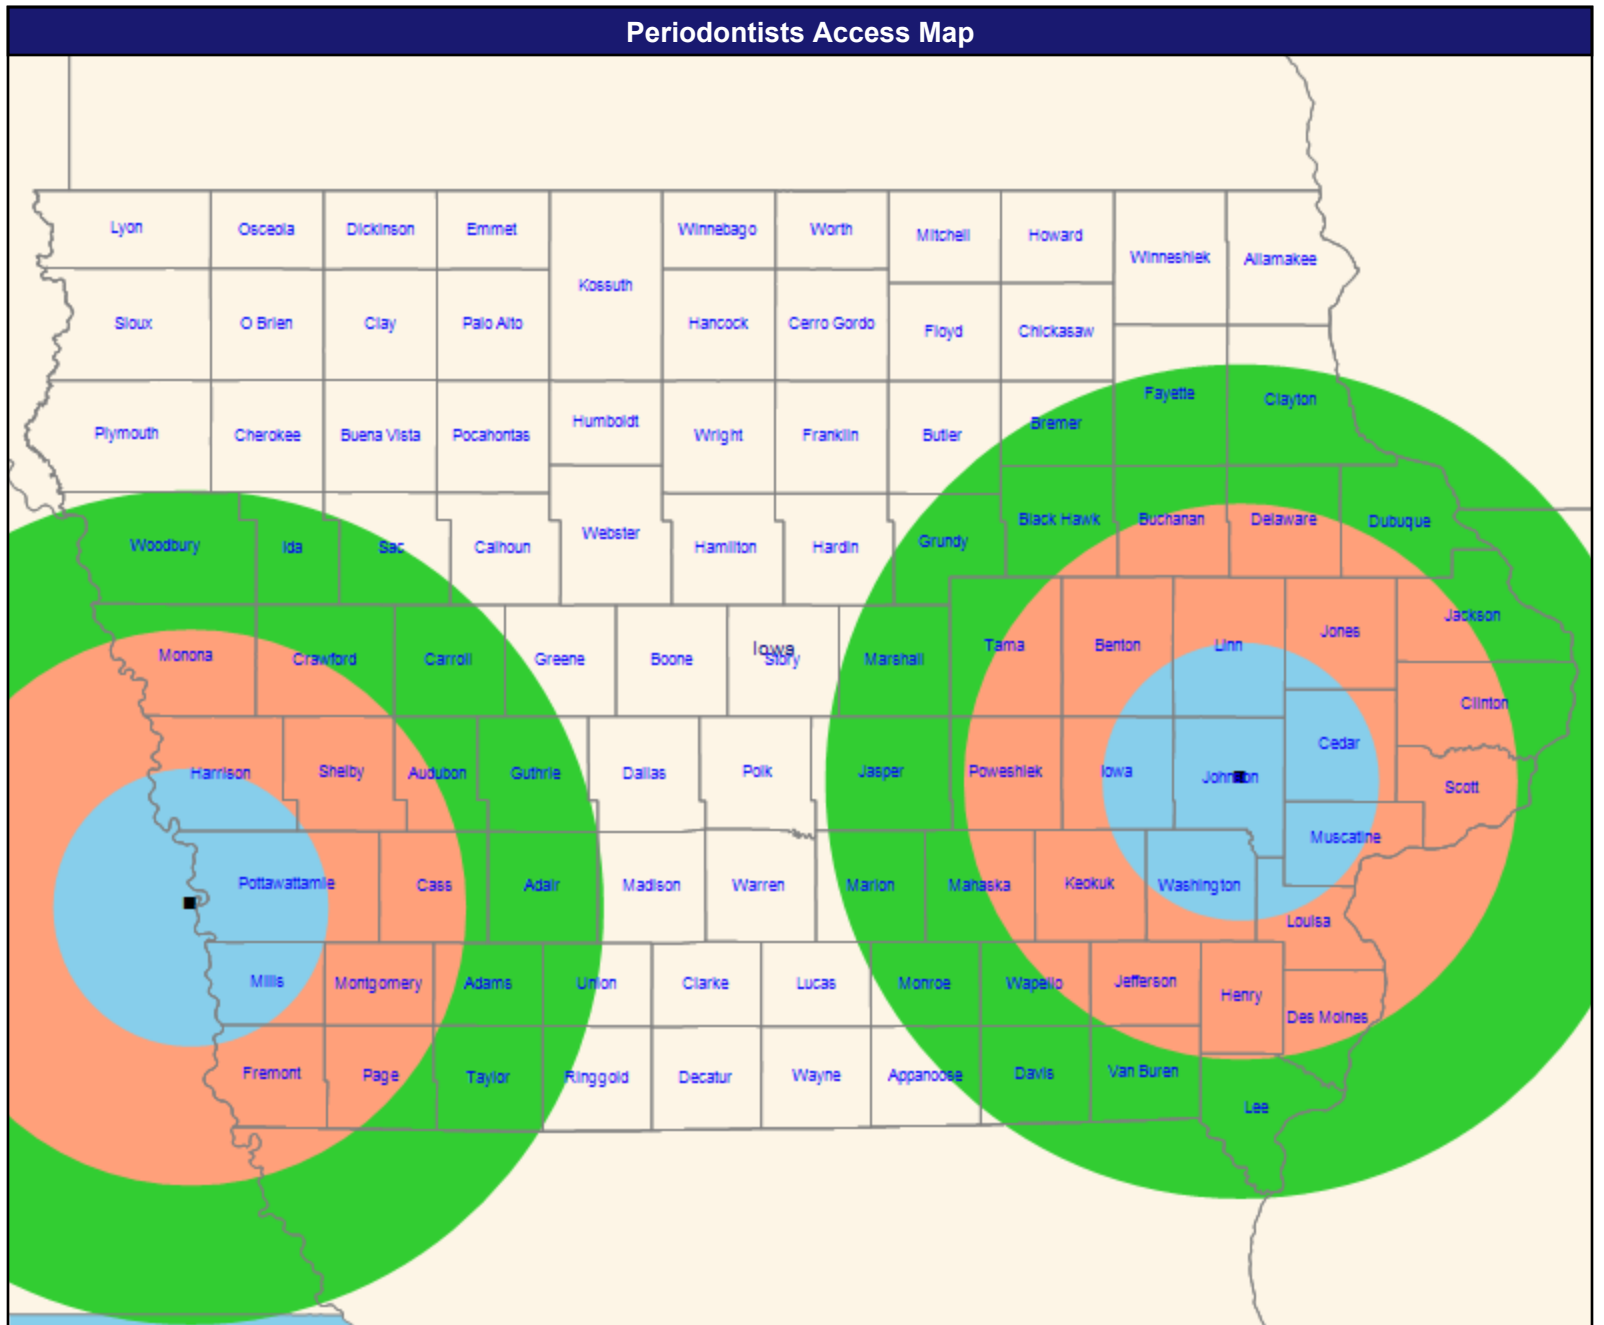 Periodontists Access Map
Lyon Osceola Dickinson Emmet Winnebago Worth Mitchell Howard
Winneshiek Allamakee
Kossuth
Sioux O Brien Clay Palo Alto Hancock Cerro Gordo Floyd Chickasaw
Fayette Clayton
Plymouth Cherokee Buena Vista Pocahontas Humboldt Wright Franklin Butler Bremer
Woodbury Ida Sac Calhoun Webster Hamilton Hardin Grundy Black Hawk Buchanan Delaware Dubuque
Jackson
Monona Crawford Carroll Greene Boone Iowa Story Marshall Tama Benton Linn Jones
Clinton
Harrison Shelby Audubon Guthrie Dallas Polk Jasper Poweshiek Iowa Johnson Cedar Scott
Muscatine
Pottawattamie Cass Adair Madison Warren Marion Mahaska Keokuk Washington
Louisa
Mills Montgomery Adams Union Clarke Lucas Monroe Wapello Jefferson Henry
Des Moines
Fremont Page Taylor Ringgold Decatur Wayne Appanoose Davis Van Buren
Lee